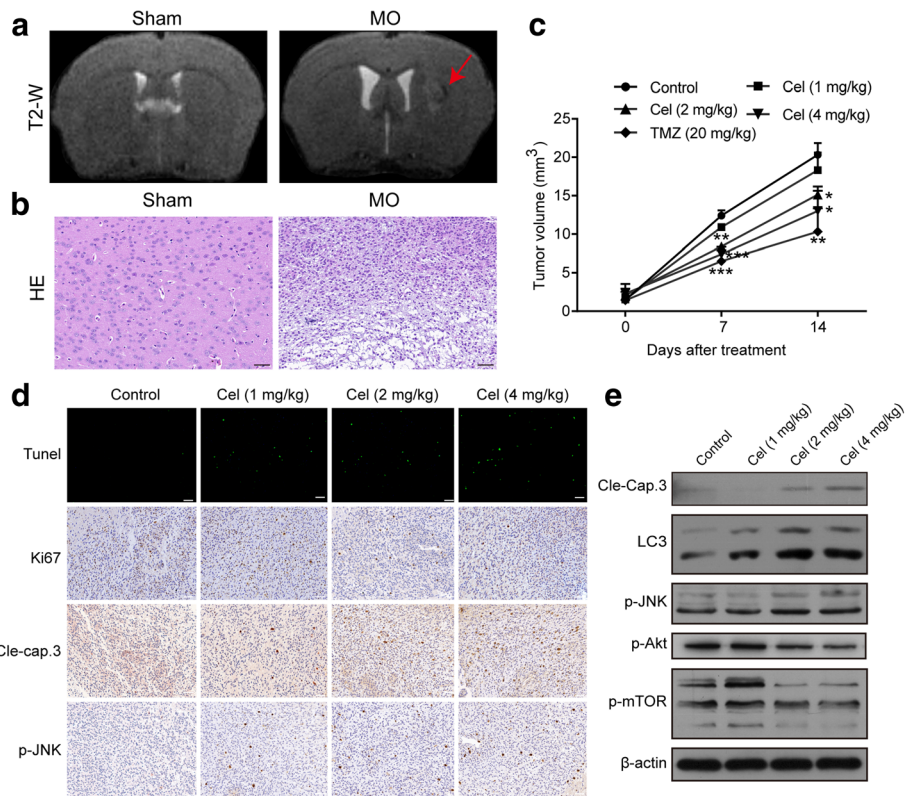 a
Sham
MO
T2-W
b
Sham
MO
HE
c
Control
Cel (1 mg/kg)
Cel (2 mg/kg)
Cel (4 mg/kg)
TMZ (20 mg/kg)
Tumor volume (mm3)
25
20
15
10
5
0
*
*
**
**
***
***
0
7
14
Days after treatment
d
Control
Cel (1 mg/kg)
Cel (2 mg/kg)
Cel (4 mg/kg)
Tunel
Ki67
Cle-cap.3
p-JNK
e
Control
Cel (1 mg/kg)
Cel (2 mg/kg)
Cel (4 mg/kg)
Cle-Cap.3
LC3
p-JNK
p-Akt
p-mTOR
β-actin